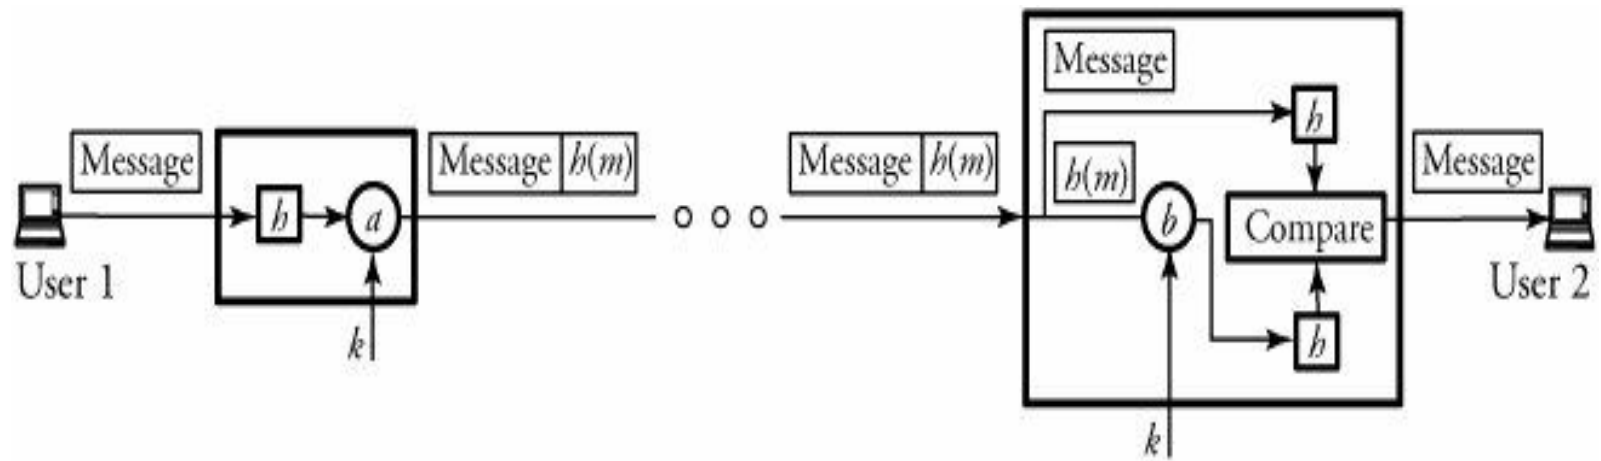 Message
h
a
k
User 1
Message h(m)
Message h(m)
Message
h
h(m)
b
Compare
h
k
Message
User 2